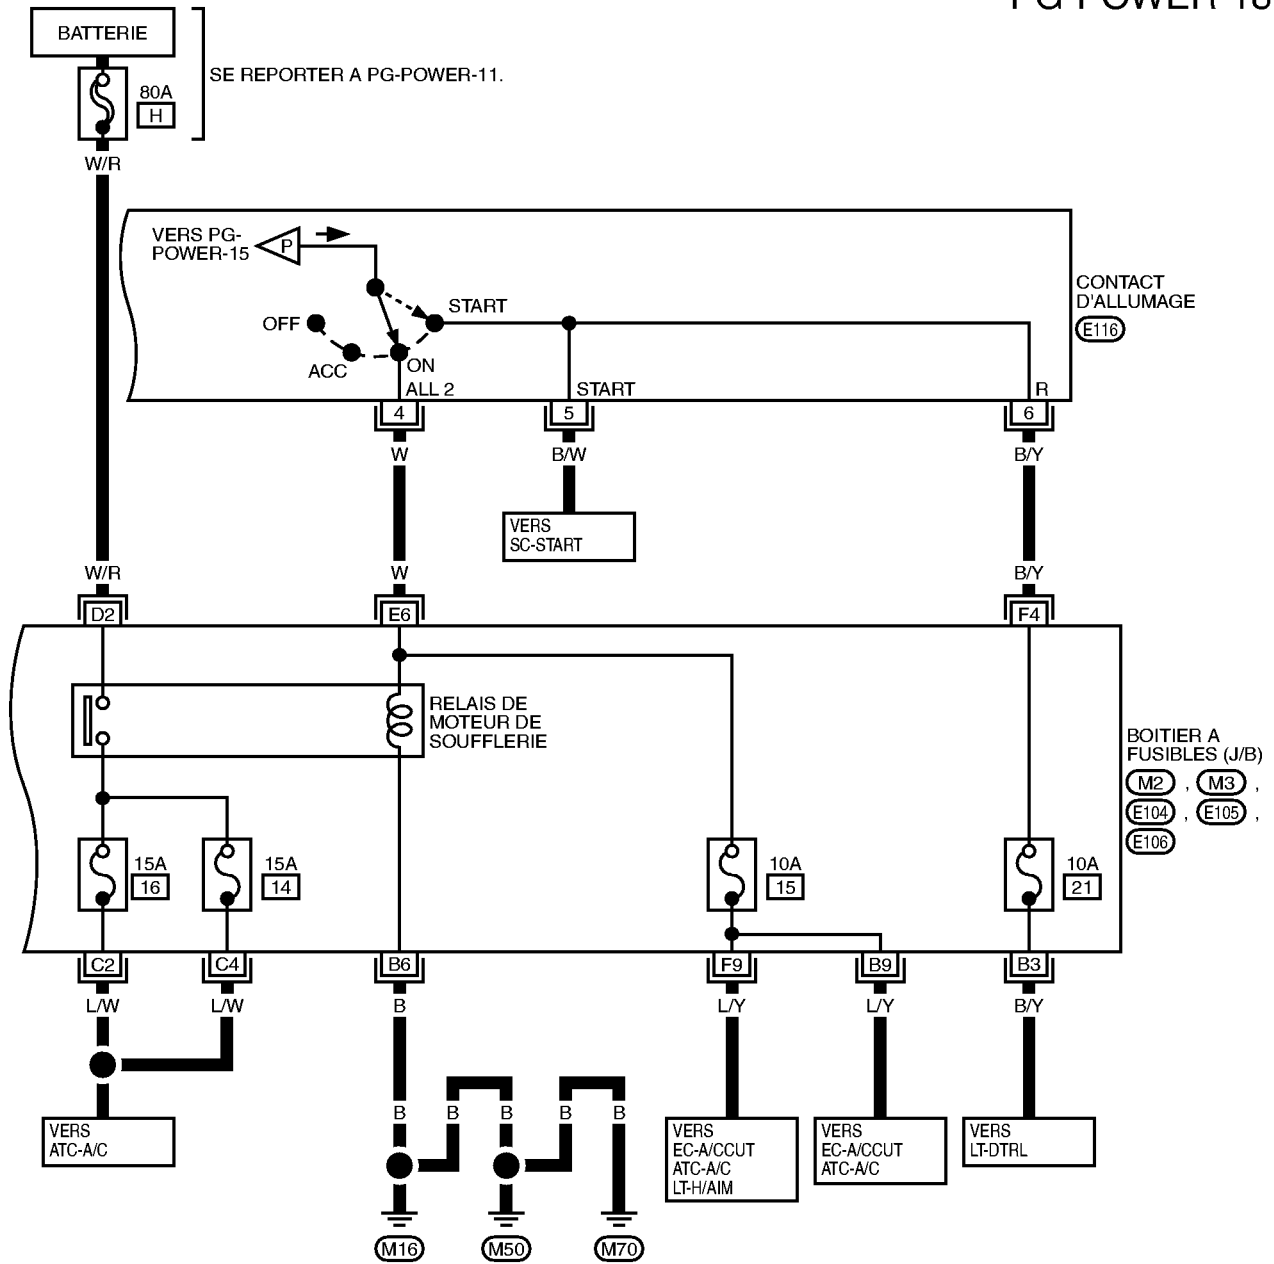 BATTERIE
SE REPORTER A PG-POWER-11.
80A
H
W/R
VERS PG-
POWER-15
P
START
OFF
ACC
ON
ALL 2
START
R
CONTACT
D'ALLUMAGE
E116
4
5
6
W
B/W
B/Y
VERS
SC-START
W/R
W
B/Y
D2
E6
F4
RELAIS DE
MOTEUR DE
SOUFFLERIE
BOITIER A
FUSIBLES (J/B)
M2 , M3 ,
E104 , E105 ,
E106
15A
16
15A
14
10A
15
10A
21
C2
C4
B6
F9
B9
B3
L/W
L/W
B
L/Y
L/Y
B/Y
B
B
B
B
B
VERS
ATC-A/C
VERS
EC-A/CCUT
ATC-A/C
LT-H/AIM
VERS
EC-A/CCUT
ATC-A/C
VERS
LT-DTRL
M16
M50
M70